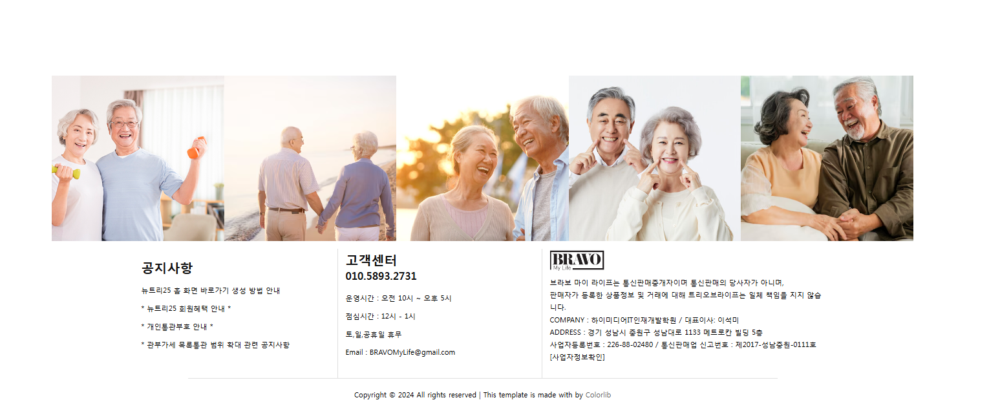 공지사항
뉴트리25 홈 화면 바로가기 생성 방법 안내
* 뉴트리25 회원혜택 안내 *
* 개인통관부호 안내 *
* 관부가세 목록통관 범위 확대 관련 공지사항
고객센터
010.5893.2731
운영시간 : 오전 10시 ~ 오후 5시
점심시간 : 12시 - 1시
토,일,공휴일 휴무
Email : BRAVOMyLife@gmail.com
BRAVO
My Life
브라보 마이 라이프는 통신판매중개자이며 통신판매의 당사자가 아니며,
판매자가 등록한 상품정보 및 거래에 대해 트리오브라이프는 일체 책임을 지지 않습
니다.
COMPANY : 하이미디어IT인재개발학원 / 대표이사: 이석미
ADDRESS : 경기 성남시 중원구 성남대로 1133 메트로칸 빌딩 5층
사업자등록번호 : 226-88-02480 / 통신판매업 신고번호 : 제2017-성남중원-0111호
[사업자정보확인]
Copyright © 2024 All rights reserved | This template is made with by Colorlib